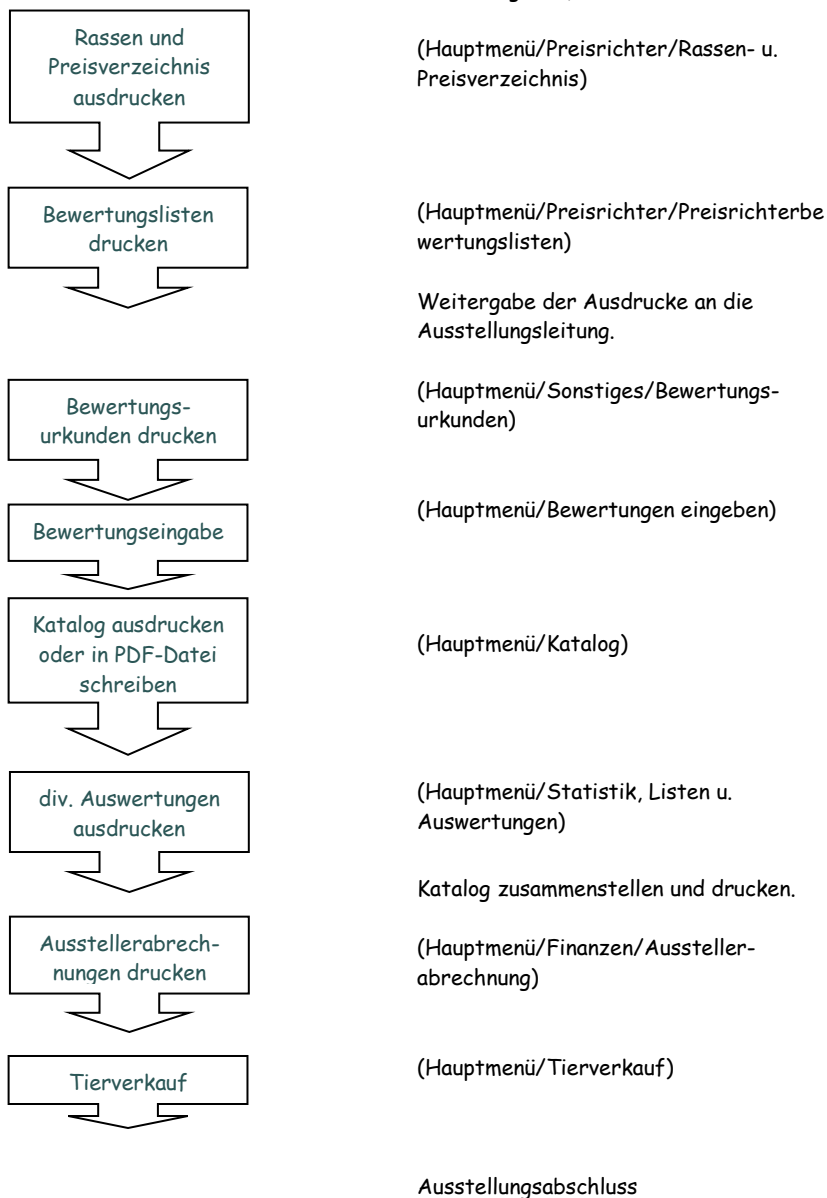 Rassen und
Preisverzeichnis
ausdrucken
(Hauptmenü/Preisrichter/Rassen- u.
Preisverzeichnis)
Bewertungslisten
drucken
(Hauptmenü/Preisrichter/Preisrichterbe
wertungslisten)
Weitergabe der Ausdrucke an die
Ausstellungsleitung.
Bewertungs-
urkunden drucken
(Hauptmenü/Sonstiges/Bewertungs-
urkunden)
Bewertungseingabe
(Hauptmenü/Bewertungen eingeben)
Katalog ausdrucken
oder in PDF-Datei
schreiben
(Hauptmenü/Katalog)
div. Auswertungen
ausdrucken
(Hauptmenü/Statistik, Listen u.
Auswertungen)
Katalog zusammenstellen und drucken.
Ausstellerabrech-
nungen drucken
(Hauptmenü/Finanzen/Aussteller-
abrechnung)
Tierverkauf
(Hauptmenü/Tierverkauf)
Ausstellungsabschluss